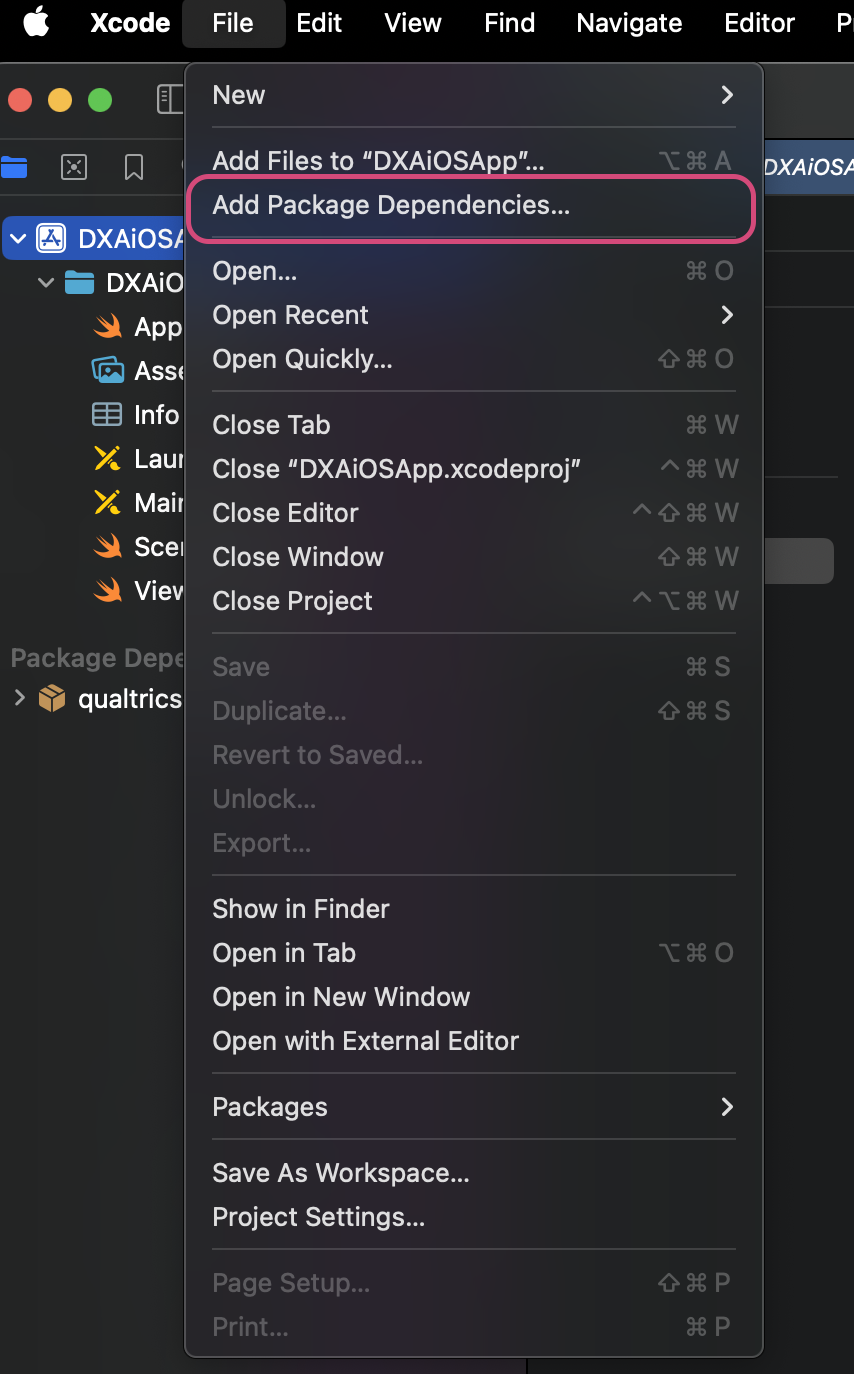 Xcode File Edit View Find Navigate Editor
New
Add Files to “DXAiOSApp”... ⌥⌘A
DXAiOSA
Add Package Dependencies...
DXAiOSA
Open... ⌘O
DXAiO
Open Recent
App
Open Quickly... ⇧⌘O
Asse
Info
Close Tab ⌘W
Laun
Close “DXAiOSApp.xcodeproj” ^⌘W
Main
Close Editor ^⇧⌘W
Scen
Close Window ⇧⌘W
View
Close Project ^⌥⌘W
Package Depe
Save ⌘S
qualtrics
Duplicate... ⇧⌘S
Revert to Saved...
Unlock...
Export...
Show in Finder
Open in Tab ⌥⌘O
Open in New Window
Open with External Editor
Packages
Save As Workspace...
Project Settings...
Page Setup... ⇧⌘P
Print... ⌘P